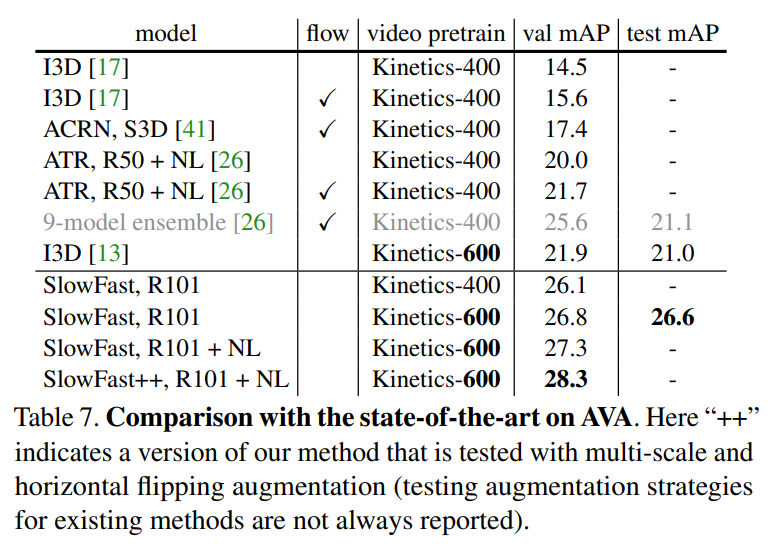 model flow video pretrain val mAP test mAP
I3D [17] Kinetics-400 14.5 -
I3D [17] ✓ Kinetics-400 15.6 -
ACRN, S3D [41] ✓ Kinetics-400 17.4 -
ATR, R50 + NL [26] Kinetics-400 20.0 -
ATR, R50 + NL [26] ✓ Kinetics-400 21.7 -
9-model ensemble [26] ✓ Kinetics-400 25.6 21.1
I3D [13] Kinetics-600 21.9 21.0
SlowFast, R101 Kinetics-400 26.1 -
SlowFast, R101 Kinetics-600 26.8 26.6
SlowFast, R101 + NL Kinetics-600 27.3 -
SlowFast++, R101 + NL Kinetics-600 28.3 -
Table 7. Comparison with the state-of-the-art on AVA. Here “++”
indicates a version of our method that is tested with multi-scale and
horizontal flipping augmentation (testing augmentation strategies
for existing methods are not always reported).